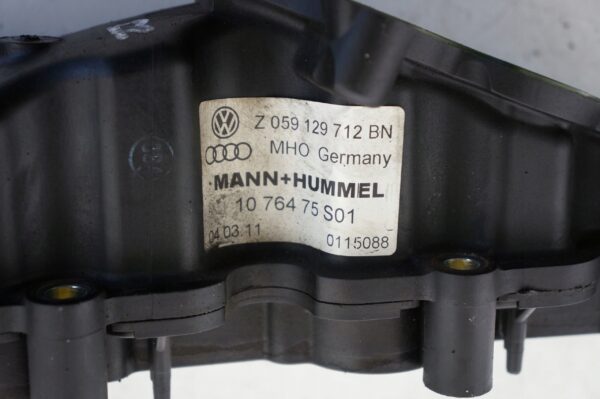 Z 059 129 712 BN
MHO Germany
MANN+HUMMEL
10 764 75 S01
04.03.11 0115088